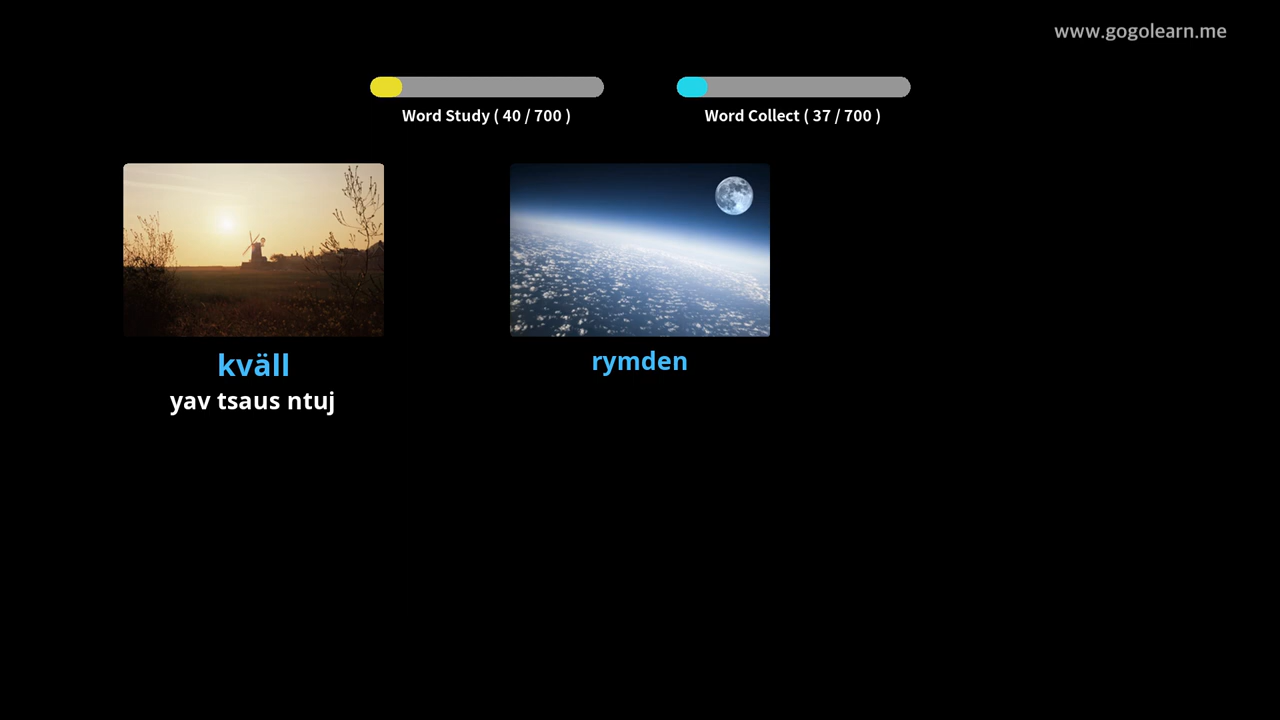 www.gogolearn.me
Word Study ( 40 / 700 )
Word Collect ( 37 / 700 )
kväll
yav tsaus ntuj
rymden